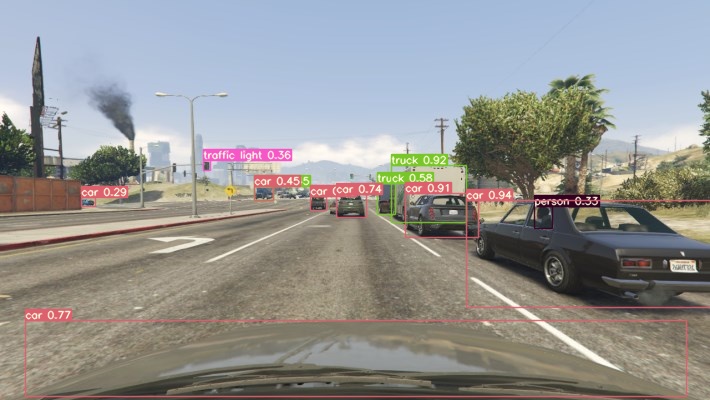 traffic light 0.36
truck 0.92
truck 0.58
car 0.29
car 0.45
5
car
car 0.74
car 0.91
car 0.94
person 0.33
car 0.77